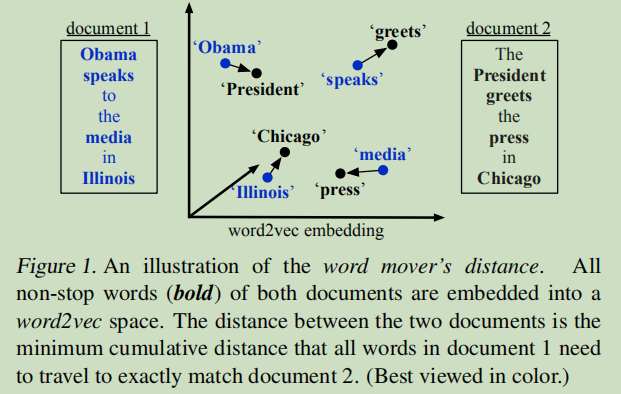 document 1
Obama
speaks
to
the
media
in
Illinois
‘Obama’
‘President’
‘greets’
‘speaks’
‘Chicago’
‘Illinois’
‘media’
‘press’
word2vec embedding
document 2
The
President
greets
the
press
in
Chicago
Figure 1. An illustration of the word mover’s distance. All
non-stop words (bold) of both documents are embedded into a
word2vec space. The distance between the two documents is the
minimum cumulative distance that all words in document 1 need
to travel to exactly match document 2. (Best viewed in color.)